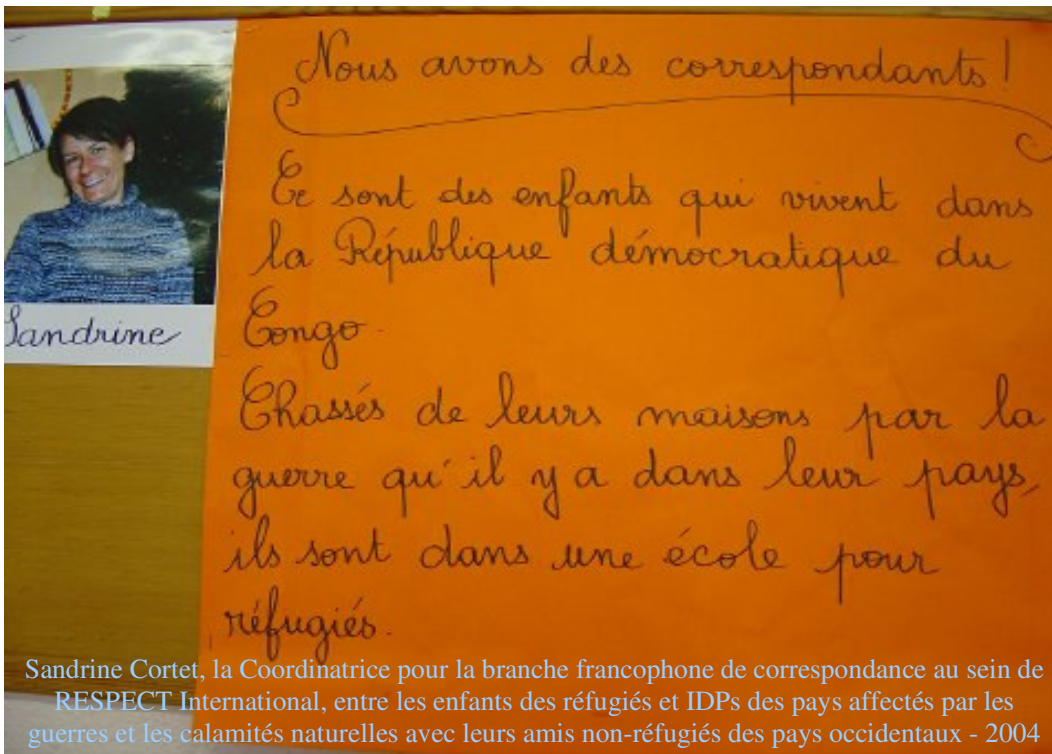 Nous avons des correspondants !
Ce sont des enfants qui vivent dans
la République démocratique du
Congo.
Chassés de leurs maisons par la
guerre qu'il y a dans leur pays,
ils sont dans une école pour
réfugiés.
Sandrine
Sandrine Cortet, la Coordinatrice pour la branche francophone de correspondance au sein de
RESPECT International, entre les enfants des réfugiés et IDPs des pays affectés par les
guerres et les calamités naturelles avec leurs amis non-réfugiés des pays occidentaux - 2004